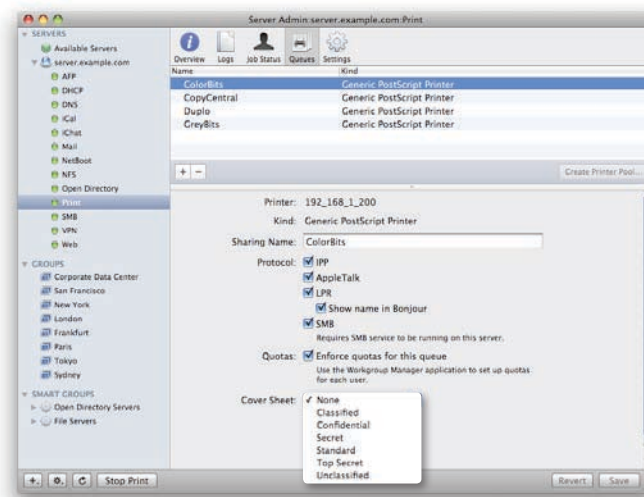 Server Admin:server.example.com:Print
SERVERS
Available Servers
server.example.com
AFP
DHCP
DNS
iCal
iChat
Mail
NetBoot
NFS
Open Directory
Print
SMB
VPN
Web
GROUPS
Corporate Data Center
San Francisco
New York
London
Frankfurt
Paris
Tokyo
Sydney
SMART GROUPS
Open Directory Servers
File Servers
Overview Logs Job Status Queues Settings
Name Kind
ColorBits Generic PostScript Printer
CopyCentral Generic PostScript Printer
Duplo Generic PostScript Printer
GreyBits Generic PostScript Printer
+ - Create Printer Pool...
Printer: 192_168_1_200
Kind: Generic PostScript Printer
Sharing Name: ColorBits
Protocol: IPP
AppleTalk
LPR
Show name in Bonjour
SMB
Requires SMB service to be running on this server.
Quotas: Enforce quotas for this queue
Use the Workgroup Manager application to set up quotas
for each user.
Cover Sheet: ✓ None
Classified
Confidential
Secret
Standard
Top Secret
Unclassified
Stop Print Revert Save